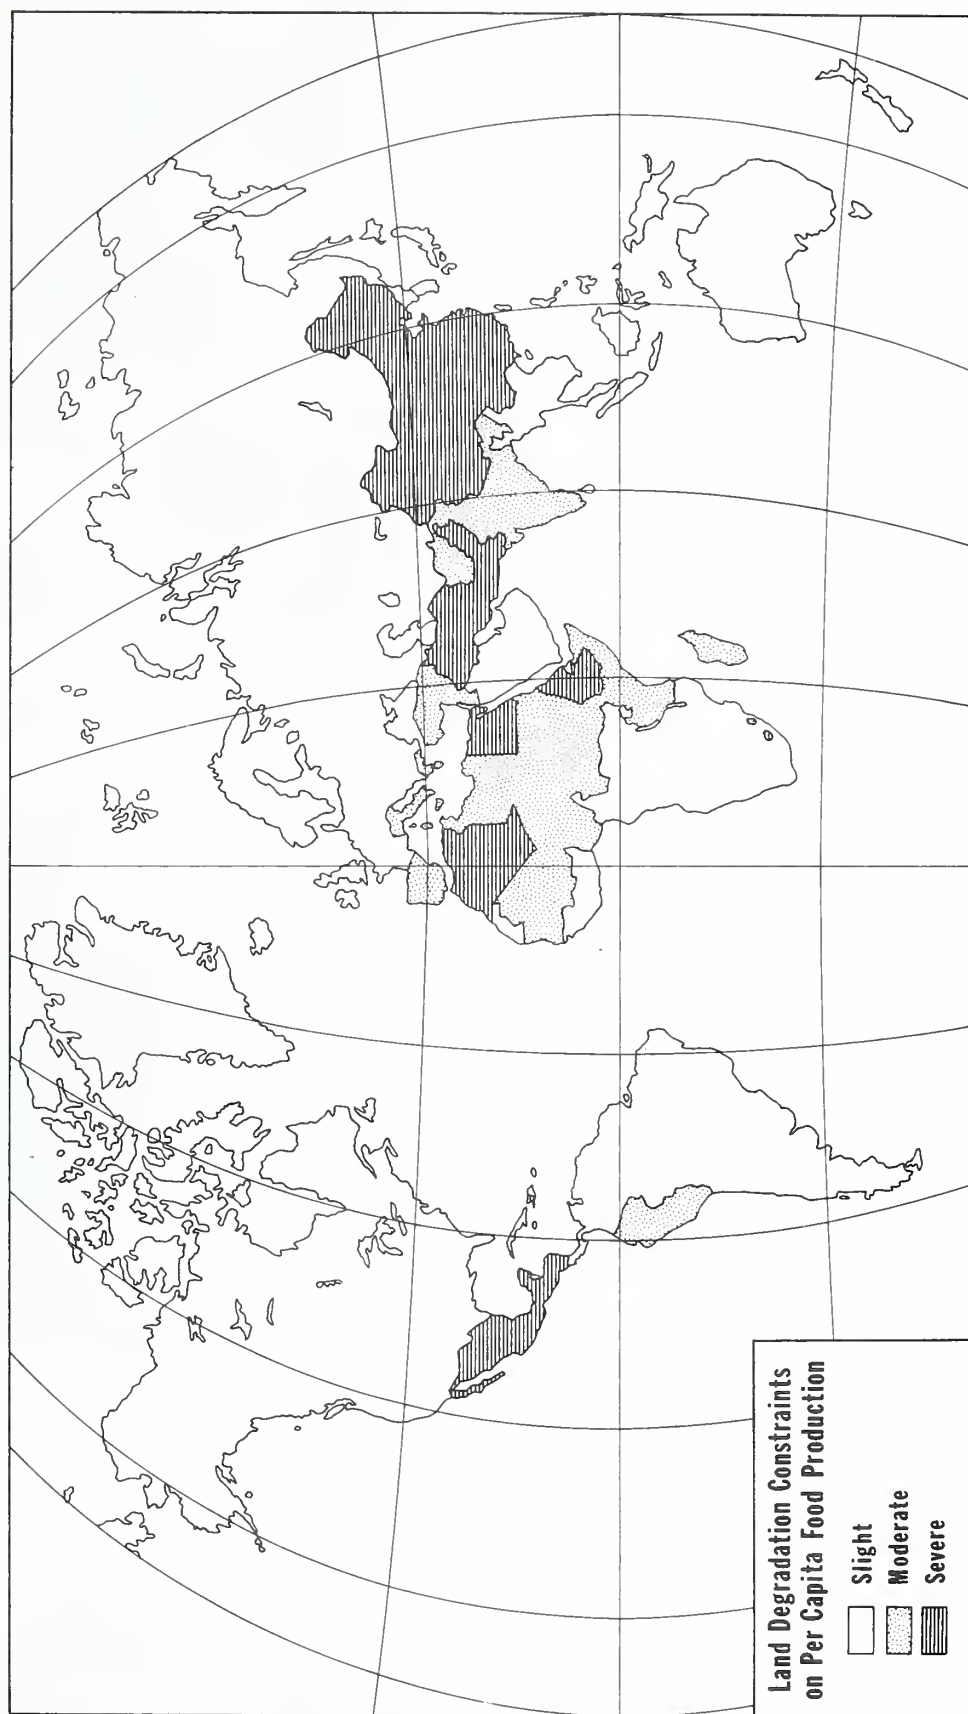 Land Degradation Constraints
on Per Capita Food Production
Slight
Moderate
Severe